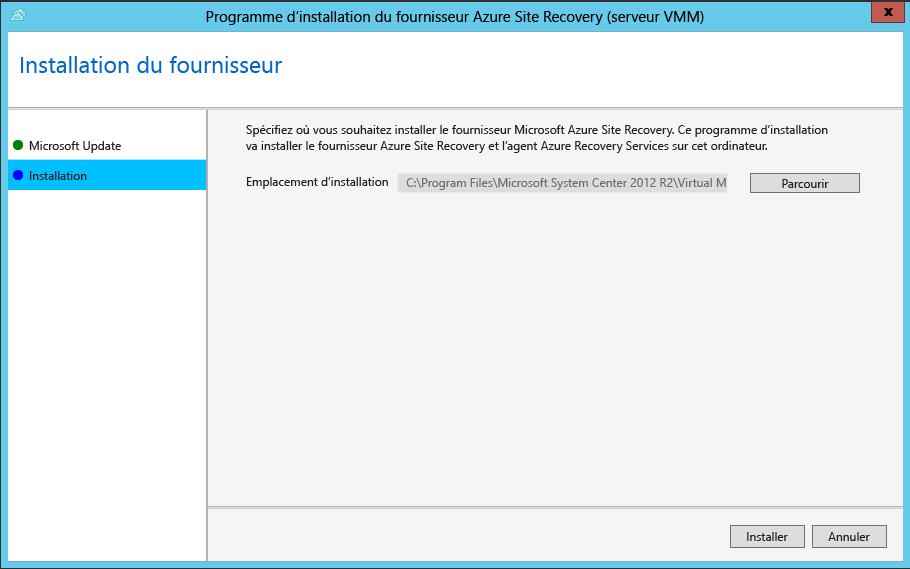 Programme d'installation du fournisseur Azure Site Recovery (serveur VMM)
x
Installation du fournisseur
Microsoft Update
Installation
Spécifiez où vous souhaitez installer le fournisseur Microsoft Azure Site Recovery. Ce programme d'installation
va installer le fournisseur Azure Site Recovery et l'agent Azure Recovery Services sur cet ordinateur.
Emplacement d'installation C:\Program Files\Microsoft System Center 2012 R2\Virtual M Parcourir
Installer Annuler